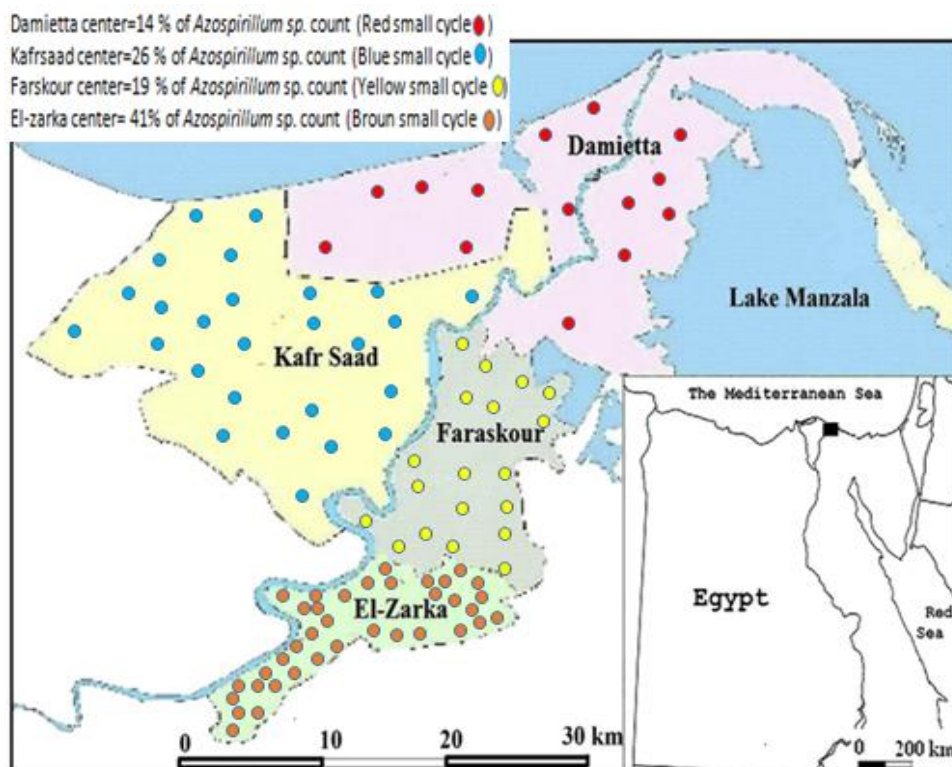 Damietta center=14 % of Azospirillum sp. count (Red small cycle )
Kafrsaad center=26 % of Azospirillum sp. count (Blue small cycle )
Farskour center=19 % of Azospirillum sp. count (Yellow small cycle )
El-zarka center= 41% of Azospirillum sp. count (Broun small cycle )
Damietta
Lake Manzala
Kafr Saad
Faraskour
El-Zarka
The Mediterranean Sea
Egypt
Red
Sea
0 10 20 30 km
0 200 km